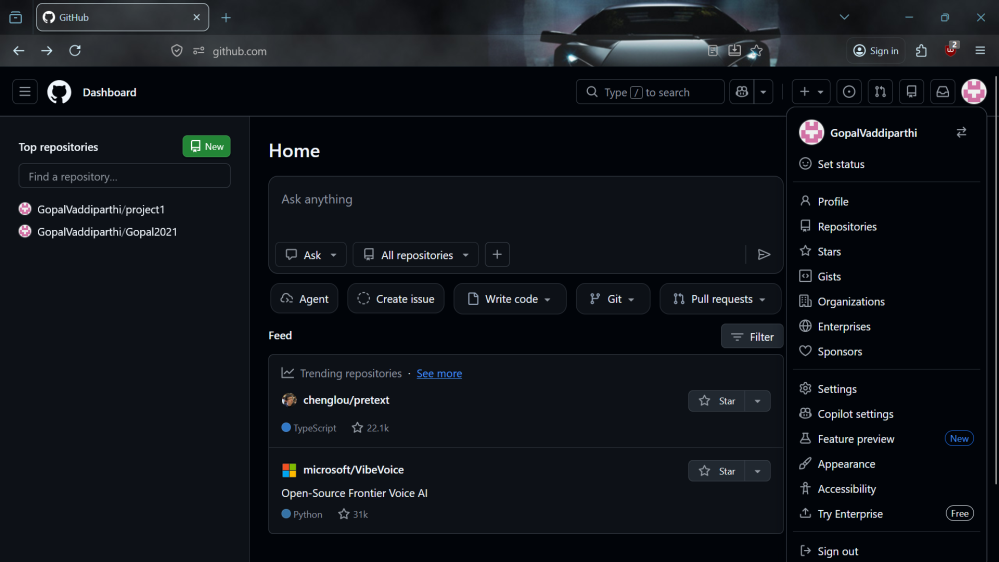 GitHub
github.com
Sign in
2
Dashboard
Type / to search
Top repositories
New
Find a repository...
GopalVaddiparthi/project1
GopalVaddiparthi/Gopal2021
Home
Ask anything
Ask
All repositories
Agent
Create issue
Write code
Git
Pull requests
Feed
Filter
Trending repositories · See more
chenglou/pretext
Star
TypeScript
22.1k
microsoft/VibeVoice
Star
Open-Source Frontier Voice AI
Python
31k
GopalVaddiparthi
Set status
Profile
Repositories
Stars
Gists
Organizations
Enterprises
Sponsors
Settings
Copilot settings
Feature preview
New
Appearance
Accessibility
Try Enterprise
Free
Sign out